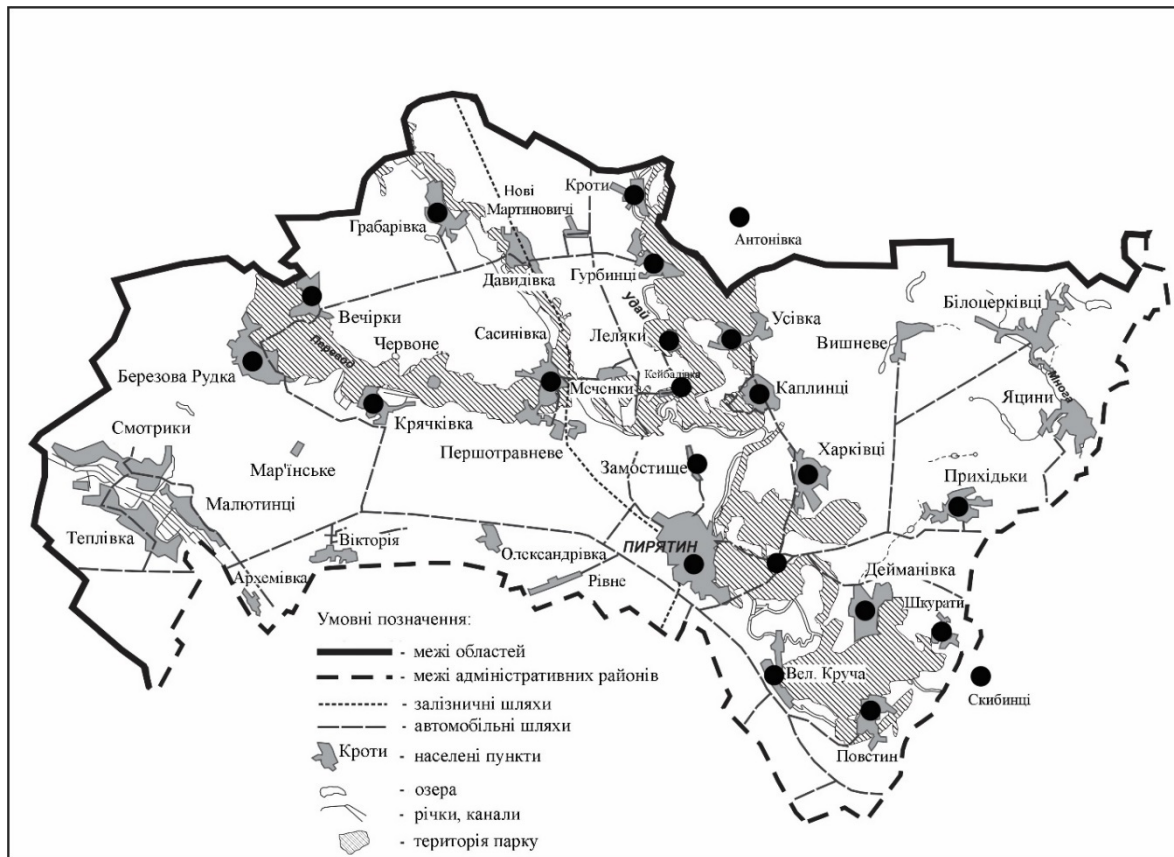 Кроти
Нові
Мартиновичі
Грабарівка
Антонівка
Давидівка
Гурбинці
Білоцерківці
Удай
Вечірки
Сасинівка
Усівка
Леляки
Вишневе
Перевод
Червоне
Березова Рудка
Мєченки
Кейбалівка
Каплинці
Многа
Яцини
Смотрики
Крячківка
Першотравневе
Харківці
Мар'їнське
Замостище
Прихідьки
Малютинці
Теплівка
Вікторія
Олександрівка
ПИРЯТИН
Архемівка
Рівне
Дейманівка
Шкурати
Вел. Круча
Скибинці
Повстин
Умовні позначення:
- межі областей
- межі адміністративних районів
- залізничні шляхи
- автомобільні шляхи
Кроти - населені пункти
- озера
- річки, канали
- територія парку